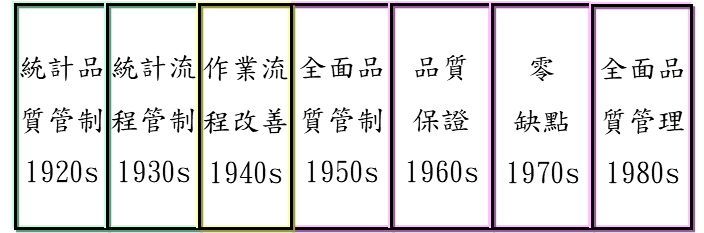 統計品
質管制
1920s
統計流
程管制
1930s
作業流
程改善
1940s
全面品
質管制
1950s
品質
保證
1960s
零
缺點
1970s
全面品
質管理
1980s